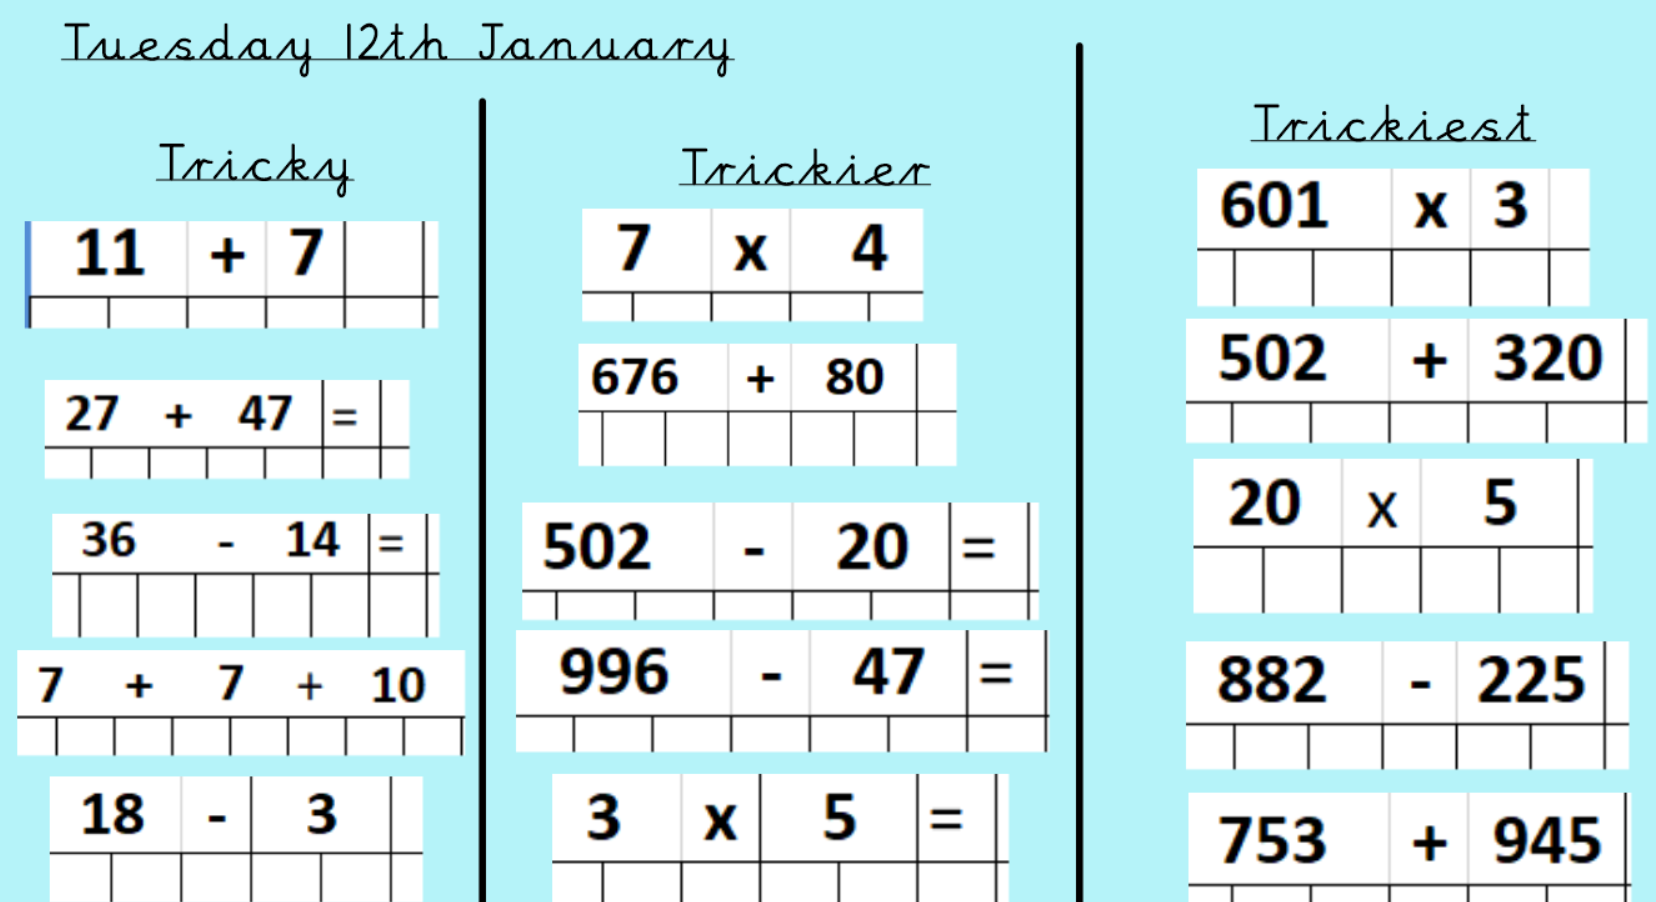 Tuesday 12th January
Tricky
11 + 7
27 + 47 =
36 - 14 =
7 + 7 + 10
18 - 3
Trickier
7 x 4
676 + 80
502 - 20 =
996 - 47 =
3 x 5 =
Trickiest
601 x 3
502 + 320
20 x 5
882 - 225
753 + 945